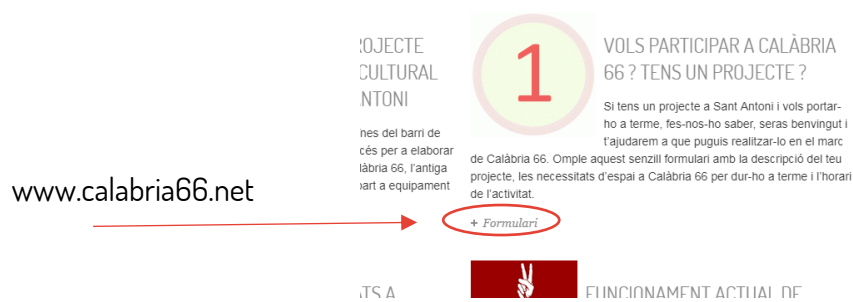 OJECTE
CULTURAL
NTONI
nes del barri de
cés per a elaborar
làbria 66, l'antiga
art a equipament
1
VOLS PARTICIPAR A CALÀBRIA
66 ? TENS UN PROJECTE ?
Si tens un projecte a Sant Antoni i vols portar-
ho a terme, fes-nos-ho saber, seras benvingut i
t'ajudarem a que puguis realitzar-lo en el marc
de Calàbria 66. Omple aquest senzill formulari amb la descripció del teu
projecte, les necessitats d'espai a Calàbria 66 per dur-ho a terme i l'horari
de l'activitat.
+ Formulari
www.calabria66.net
TS A
FUNCIONAMENT ACTUAL DE